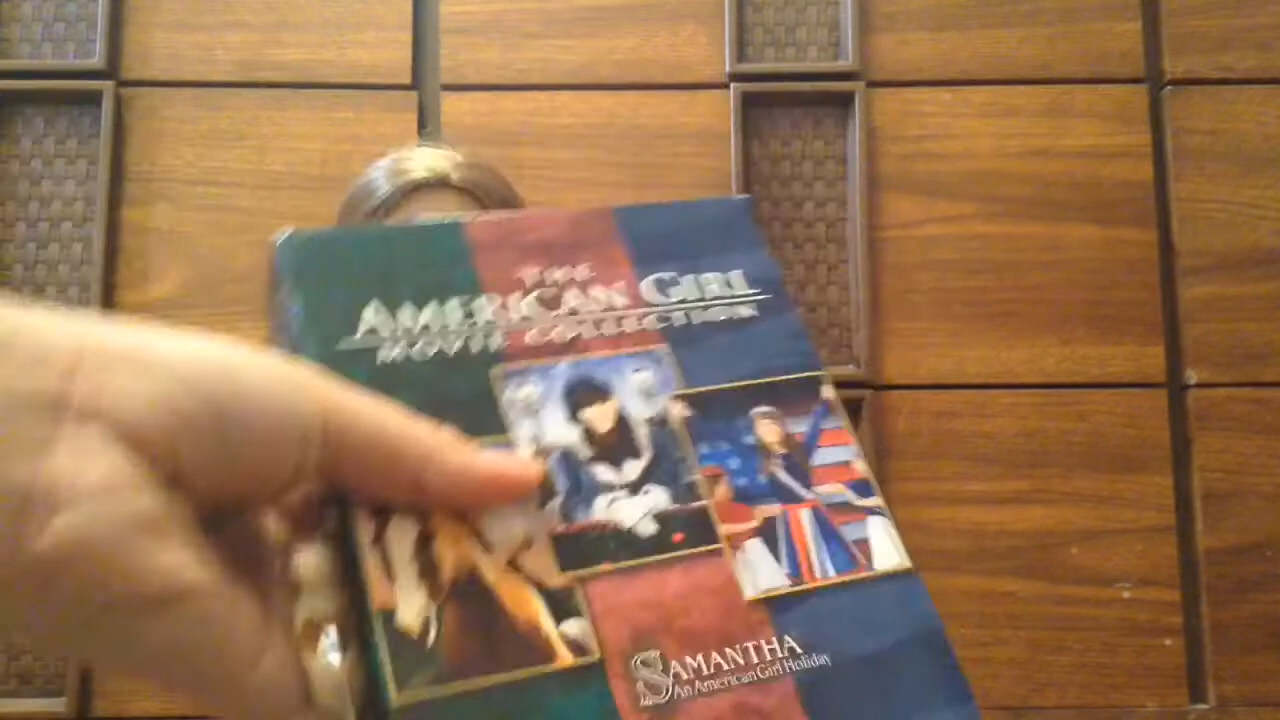 THE
AMERICAN GIRL
MOVIE COLLECTION
SAMANTHA
An American Girl Holiday